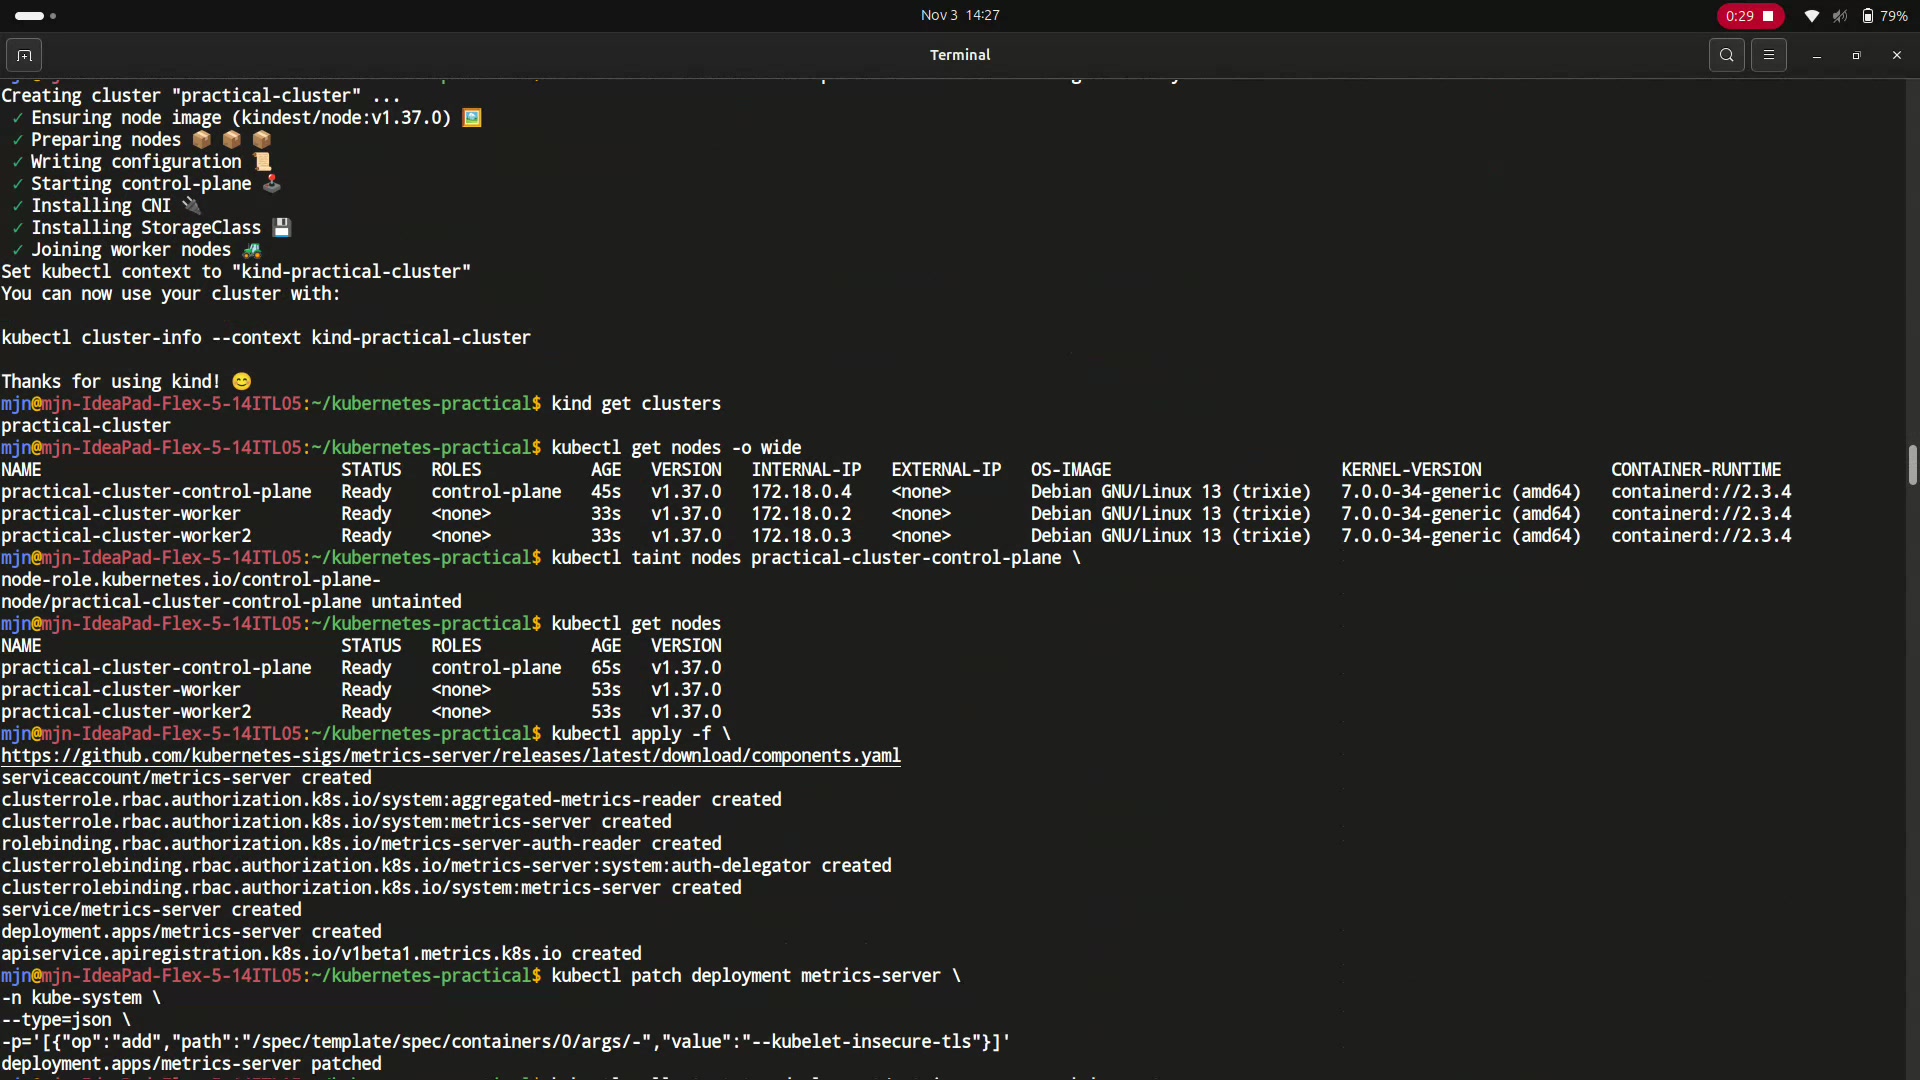 Nov 3 14:27
0:29
79%
Terminal
Creating cluster "practical-cluster" ...
✓ Ensuring node image (kindest/node:v1.37.0) 🖼️
✓ Preparing nodes 📦 📦 📦
✓ Writing configuration 📜
✓ Starting control-plane 🕹️
✓ Installing CNI 🔌
✓ Installing StorageClass 💾
✓ Joining worker nodes 🚜
Set kubectl context to "kind-practical-cluster"
You can now use your cluster with:
kubectl cluster-info --context kind-practical-cluster
Thanks for using kind! 😊
mjn@mjn-IdeaPad-Flex-5-14ITL05:~/kubernetes-practical$ kind get clusters
practical-cluster
mjn@mjn-IdeaPad-Flex-5-14ITL05:~/kubernetes-practical$ kubectl get nodes -o wide
NAME STATUS ROLES AGE VERSION INTERNAL-IP EXTERNAL-IP OS-IMAGE KERNEL-VERSION CONTAINER-RUNTIME
practical-cluster-control-plane Ready control-plane 45s v1.37.0 172.18.0.4 <none> Debian GNU/Linux 13 (trixie) 7.0.0-34-generic (amd64) containerd://2.3.4
practical-cluster-worker Ready <none> 33s v1.37.0 172.18.0.2 <none> Debian GNU/Linux 13 (trixie) 7.0.0-34-generic (amd64) containerd://2.3.4
practical-cluster-worker2 Ready <none> 33s v1.37.0 172.18.0.3 <none> Debian GNU/Linux 13 (trixie) 7.0.0-34-generic (amd64) containerd://2.3.4
mjn@mjn-IdeaPad-Flex-5-14ITL05:~/kubernetes-practical$ kubectl taint nodes practical-cluster-control-plane \
node-role.kubernetes.io/control-plane-
node/practical-cluster-control-plane untainted
mjn@mjn-IdeaPad-Flex-5-14ITL05:~/kubernetes-practical$ kubectl get nodes
NAME STATUS ROLES AGE VERSION
practical-cluster-control-plane Ready control-plane 65s v1.37.0
practical-cluster-worker Ready <none> 53s v1.37.0
practical-cluster-worker2 Ready <none> 53s v1.37.0
mjn@mjn-IdeaPad-Flex-5-14ITL05:~/kubernetes-practical$ kubectl apply -f \
https://github.com/kubernetes-sigs/metrics-server/releases/latest/download/components.yaml
serviceaccount/metrics-server created
clusterrole.rbac.authorization.k8s.io/system:aggregated-metrics-reader created
clusterrole.rbac.authorization.k8s.io/system:metrics-server created
rolebinding.rbac.authorization.k8s.io/metrics-server-auth-reader created
clusterrolebinding.rbac.authorization.k8s.io/metrics-server:system:auth-delegator created
clusterrolebinding.rbac.authorization.k8s.io/system:metrics-server created
service/metrics-server created
deployment.apps/metrics-server created
apiservice.apiregistration.k8s.io/v1beta1.metrics.k8s.io created
mjn@mjn-IdeaPad-Flex-5-14ITL05:~/kubernetes-practical$ kubectl patch deployment metrics-server \
-n kube-system \
--type=json \
-p='[{"op":"add","path":"/spec/template/spec/containers/0/args/-","value":"--kubelet-insecure-tls"}]'
deployment.apps/metrics-server patched